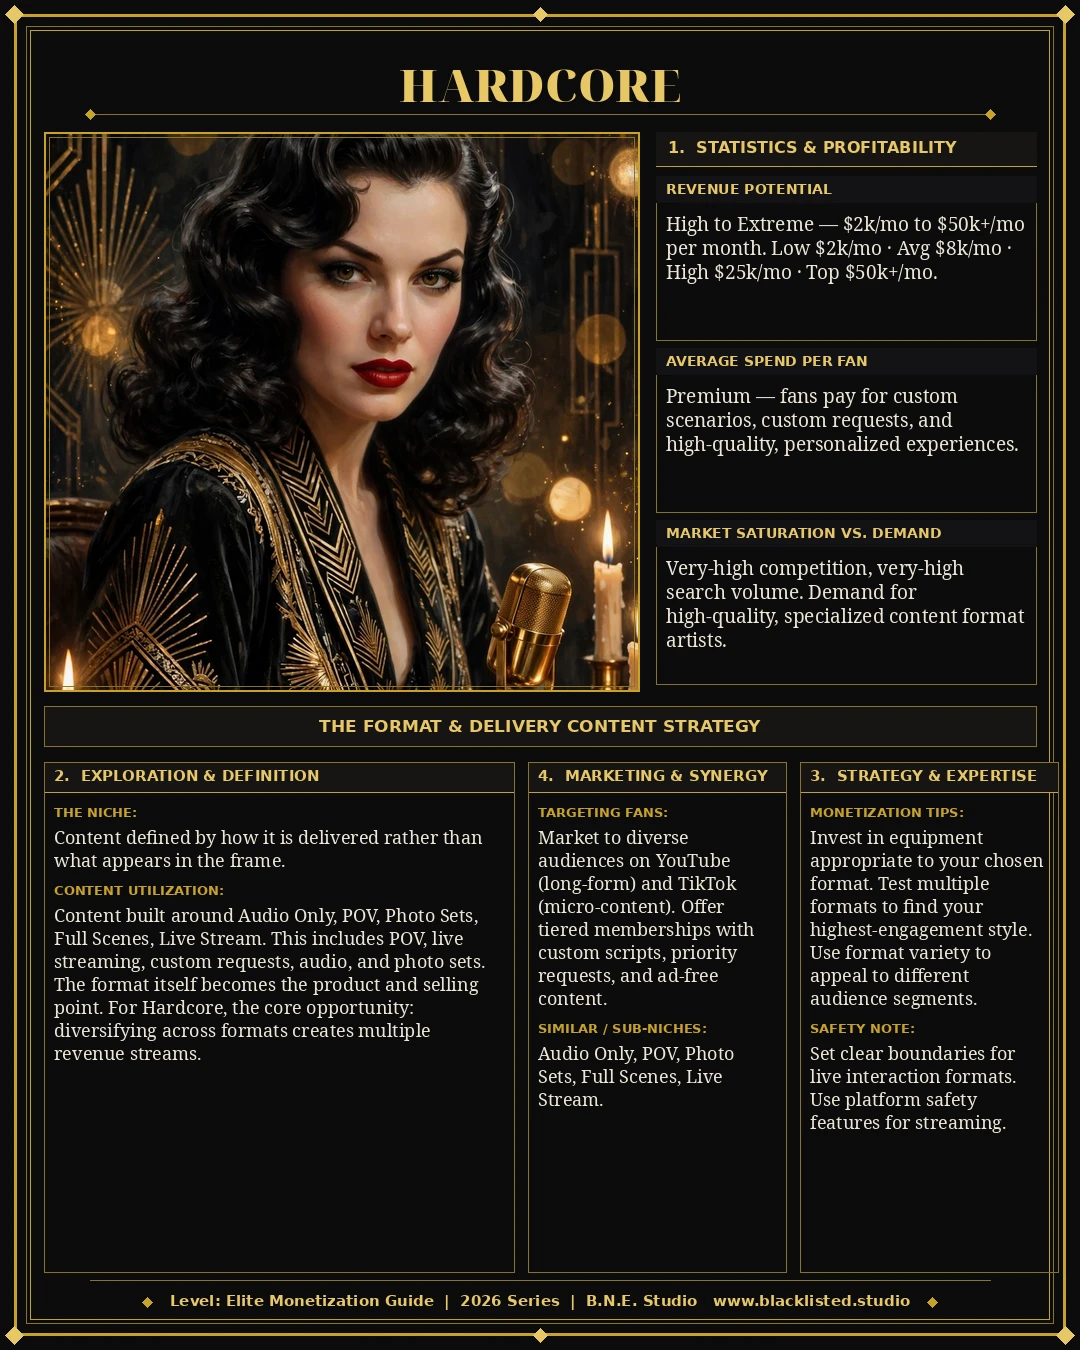 HARDCORE
1. STATISTICS & PROFITABILITY
REVENUE POTENTIAL
High to Extreme — $2k/mo to $50k+/mo
per month. Low $2k/mo · Avg $8k/mo ·
High $25k/mo · Top $50k+/mo.
AVERAGE SPEND PER FAN
Premium — fans pay for custom
scenarios, custom requests, and
high-quality, personalized experiences.
MARKET SATURATION VS. DEMAND
Very-high competition, very-high
search volume. Demand for
high-quality, specialized content format
artists.
THE FORMAT & DELIVERY CONTENT STRATEGY
2. EXPLORATION & DEFINITION
THE NICHE:
Content defined by how it is delivered rather than
what appears in the frame.
CONTENT UTILIZATION:
Content built around Audio Only, POV, Photo Sets,
Full Scenes, Live Stream. This includes POV, live
streaming, custom requests, audio, and photo sets.
The format itself becomes the product and selling
point. For Hardcore, the core opportunity:
diversifying across formats creates multiple
revenue streams.
4. MARKETING & SYNERGY
TARGETING FANS:
Market to diverse
audiences on YouTube
(long-form) and TikTok
(micro-content). Offer
tiered memberships with
custom scripts, priority
requests, and ad-free
content.
SIMILAR / SUB-NICHES:
Audio Only, POV, Photo
Sets, Full Scenes, Live
Stream.
3. STRATEGY & EXPERTISE
MONETIZATION TIPS:
Invest in equipment
appropriate to your chosen
format. Test multiple
formats to find your
highest-engagement style.
Use format variety to
appeal to different
audience segments.
SAFETY NOTE:
Set clear boundaries for
live interaction formats.
Use platform safety
features for streaming.
Level: Elite Monetization Guide | 2026 Series | B.N.E. Studio www.blacklisted.studio